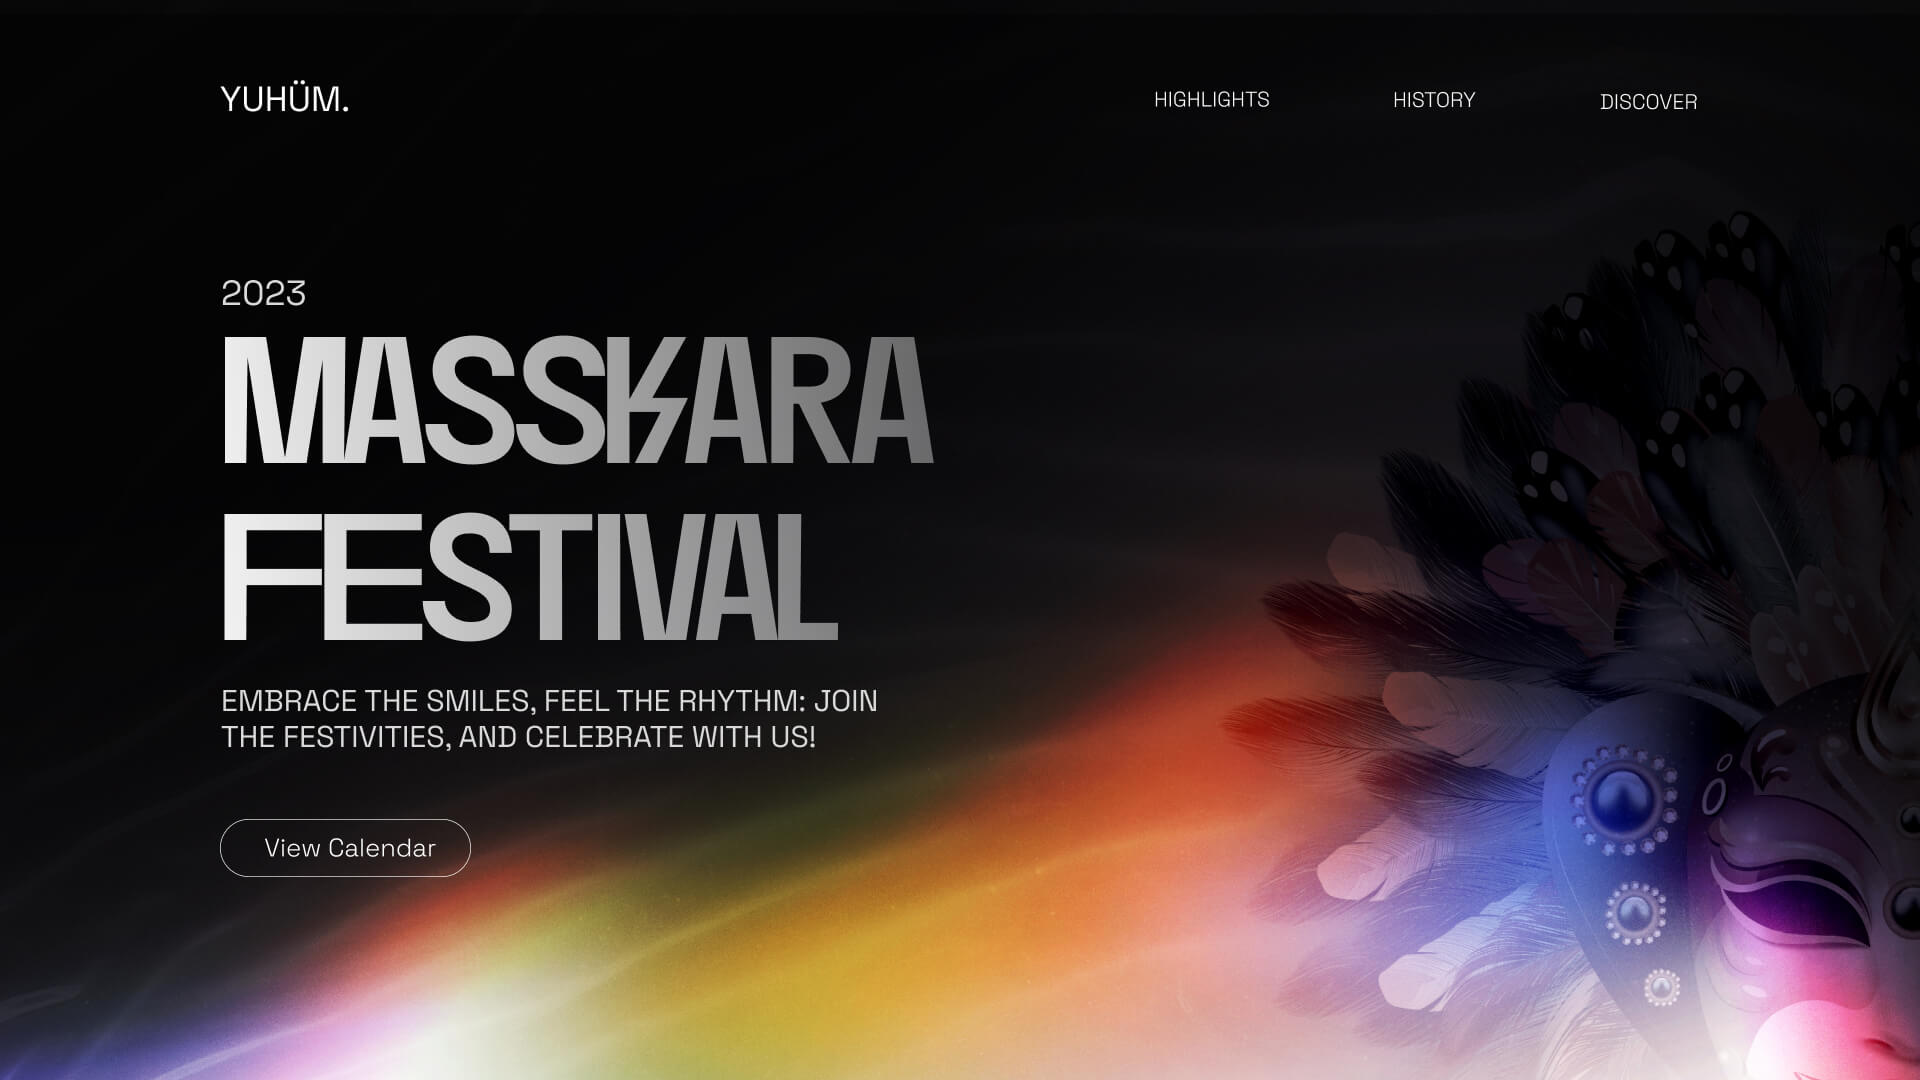 YUHÜM.
HIGHLIGHTS
HISTORY
DISCOVER
2023
MASSKARA
FESTIVAL
EMBRACE THE SMILES, FEEL THE RHYTHM: JOIN
THE FESTIVITIES, AND CELEBRATE WITH US!
View Calendar